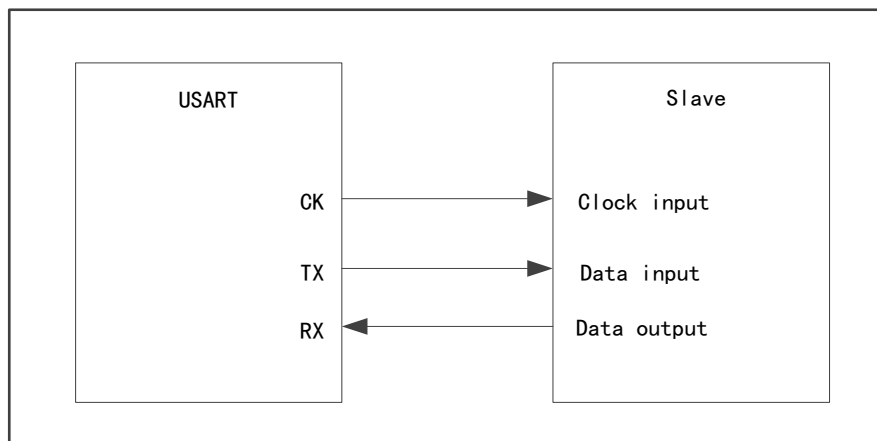 USART
Slave
CK
Clock input
TX
Data input
RX
Data output